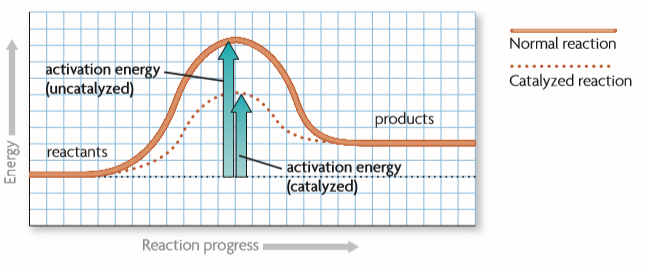 activation energy
(uncatalyzed)
reactants
products
activation energy
(catalyzed)
Energy
Reaction progress
Normal reaction
Catalyzed reaction